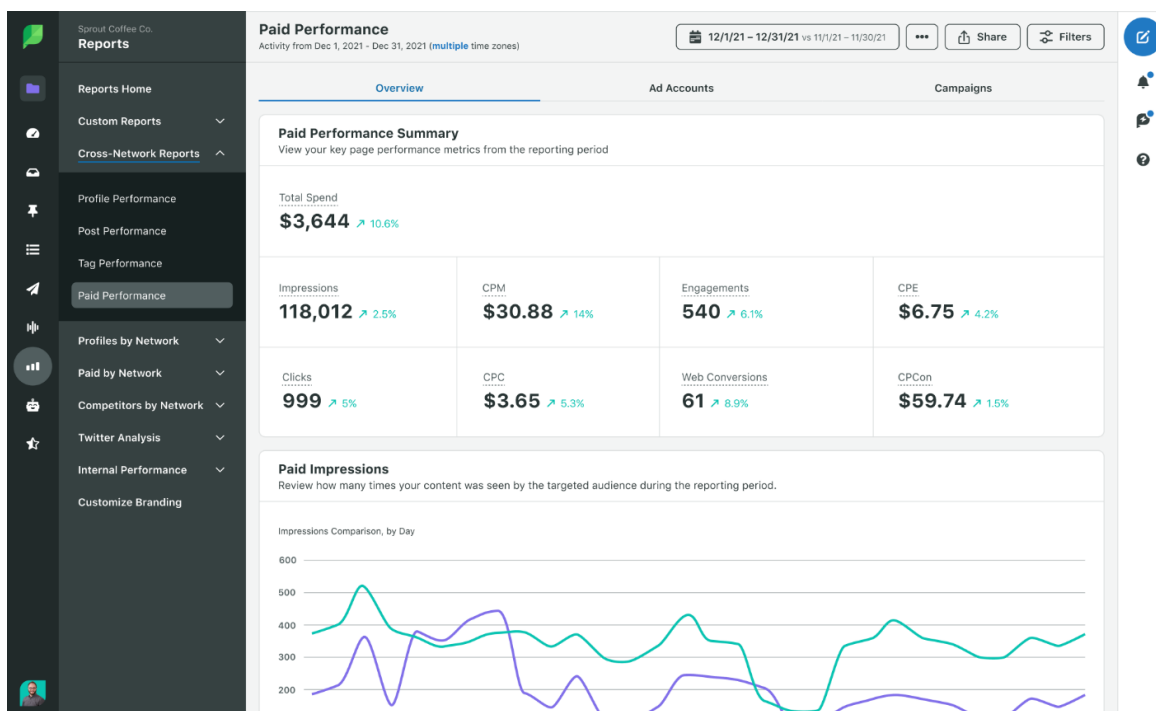 Sprout Coffee Co.
Reports
Reports Home
Custom Reports
Cross-Network Reports
Profile Performance
Post Performance
Tag Performance
Paid Performance
Profiles by Network
Paid by Network
Competitors by Network
Twitter Analysis
Internal Performance
Customize Branding
Paid Performance
Activity from Dec 1, 2021 - Dec 31, 2021 (multiple time zones)
12/1/21 – 12/31/21 vs 11/1/21 – 11/30/21
Share
Filters
Overview Ad Accounts Campaigns
Paid Performance Summary
View your key page performance metrics from the reporting period
Total Spend
$3,644 ↗ 10.6%
Impressions CPM Engagements CPE
118,012 ↗ 2.5% $30.88 ↗ 14% 540 ↗ 6.1% $6.75 ↗ 4.2%
Clicks CPC Web Conversions CPCon
999 ↗ 5% $3.65 ↗ 5.3% 61 ↗ 8.9% $59.74 ↗ 1.5%
Paid Impressions
Review how many times your content was seen by the targeted audience during the reporting period.
Impressions Comparison, by Day
600
500
400
300
200